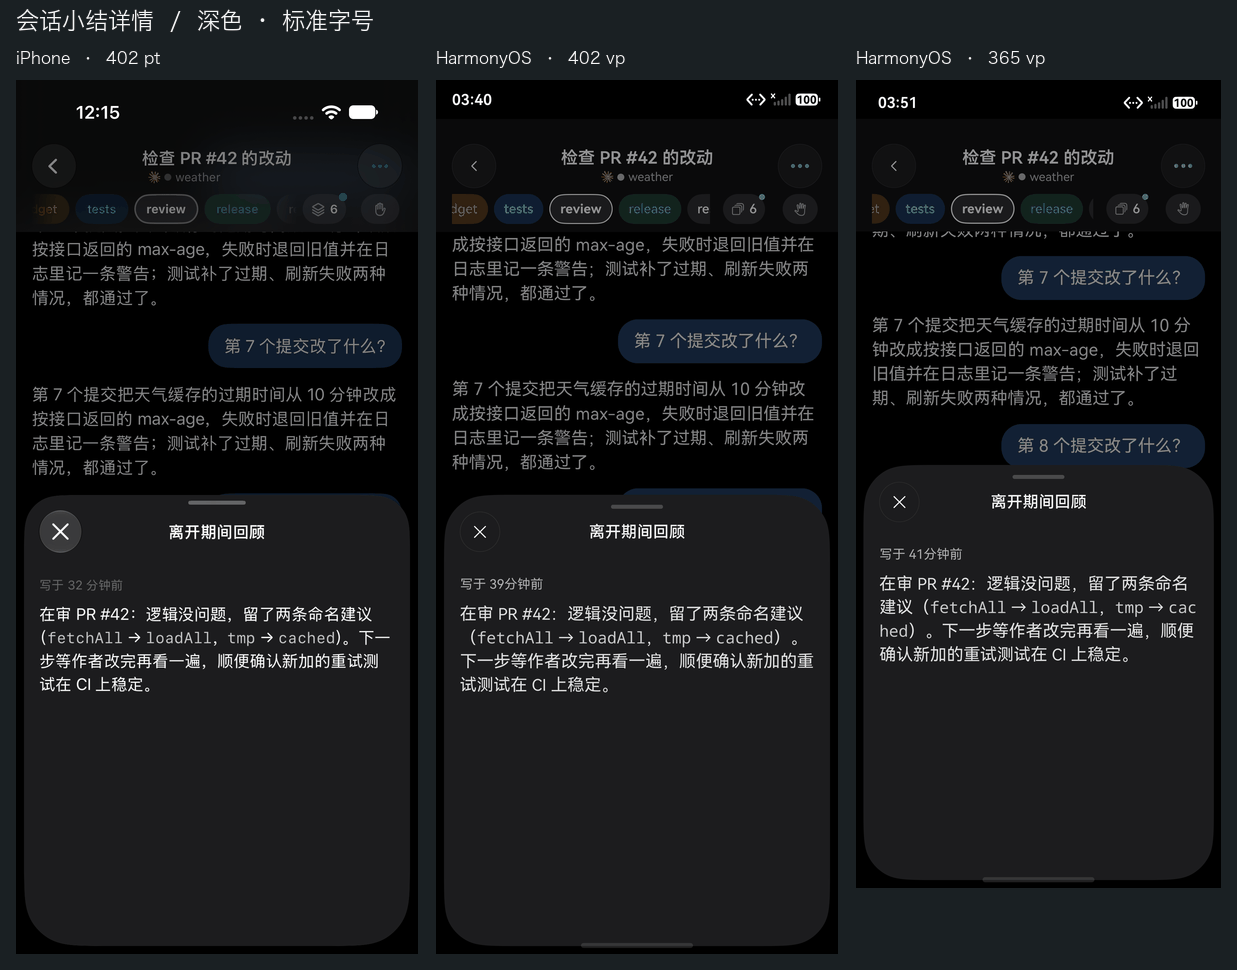 会话小结详情 / 深色 · 标准字号
iPhone · 402 pt
12:15
检查 PR #42 的改动
weather
dget tests review release 6
按接口返回的 max-age，失败时退回旧值并在日
志里记一条警告；测试补了过期、刷新失败两种
情况，都通过了。
第 7 个提交改了什么？
第 7 个提交把天气缓存的过期时间从 10 分钟改成
按接口返回的 max-age，失败时退回旧值并在日
志里记一条警告；测试补了过期、刷新失败两种
情况，都通过了。
离开期间回顾
写于 32 分钟前
在审 PR #42：逻辑没问题，留了两条命名建议
（fetchAll → loadAll，tmp → cached）。下一
步等作者改完再看一遍，顺便确认新加的重试测
试在 CI 上稳定。
HarmonyOS · 402 vp
03:40
100
检查 PR #42 的改动
weather
dget tests review release re 6
成按接口返回的 max-age，失败时退回旧值并在
日志里记一条警告；测试补了过期、刷新失败两
种情况，都通过了。
第 7 个提交改了什么？
第 7 个提交把天气缓存的过期时间从 10 分钟改
成按接口返回的 max-age，失败时退回旧值并在
日志里记一条警告；测试补了过期、刷新失败两
种情况，都通过了。
离开期间回顾
写于 39分钟前
在审 PR #42：逻辑没问题，留了两条命名建议
（fetchAll → loadAll，tmp → cached）。
下一步等作者改完再看一遍，顺便确认新加的重
试测试在 CI 上稳定。
HarmonyOS · 365 vp
03:51
100
检查 PR #42 的改动
weather
et tests review release 6
期、刷新失败两种情况，都通过了。
第 7 个提交改了什么？
第 7 个提交把天气缓存的过期时间从 10 分
钟改成按接口返回的 max-age，失败时退回
旧值并在日志里记一条警告；测试补了过
期、刷新失败两种情况，都通过了。
第 8 个提交改了什么？
离开期间回顾
写于 41分钟前
在审 PR #42：逻辑没问题，留了两条命名
建议（fetchAll → loadAll，tmp → cac
hed）。下一步等作者改完再看一遍，顺便
确认新加的重试测试在 CI 上稳定。